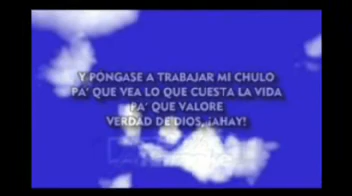 Y PÓNGASE A TRABAJAR MI CHULO
PA' QUE VEA LO QUE CUESTA LA VIDA
PA' QUE VALORE
VERDAD DE DIOS, ¡AHAY!